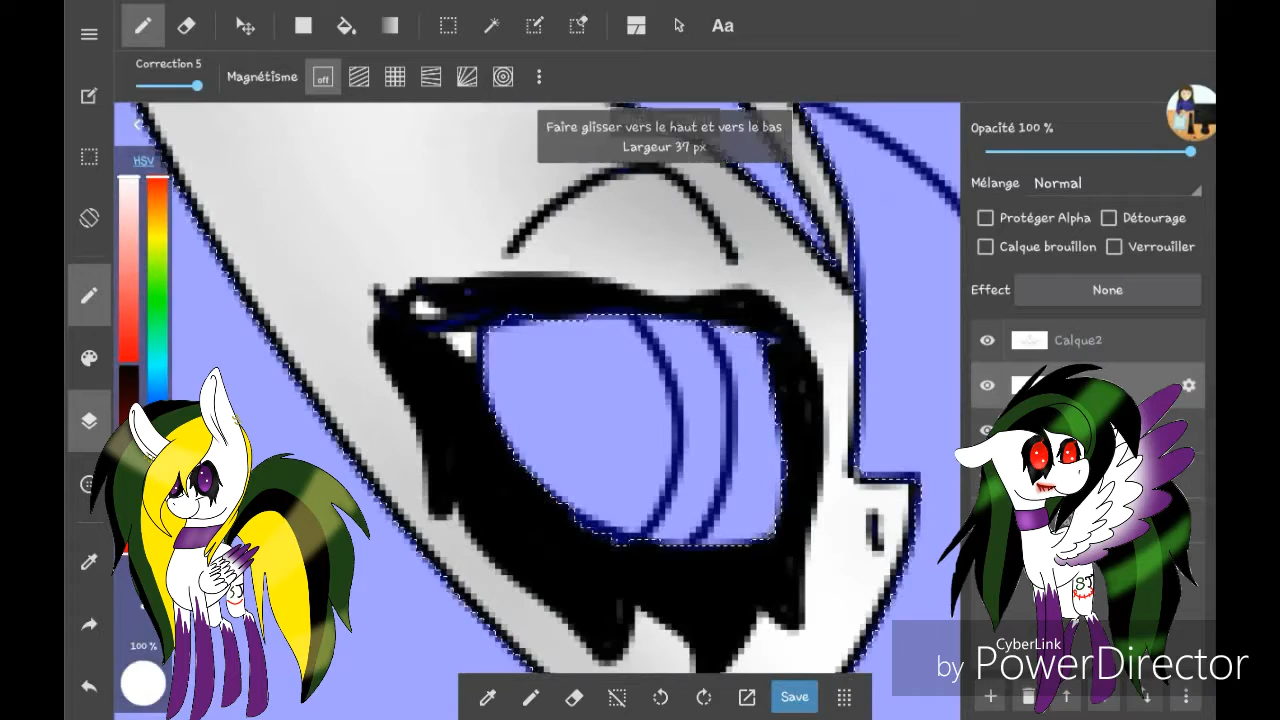 Aa
Correction 5
Magnétisme
off
Faire glisser vers le haut et vers le bas
Largeur 37 px
HSV
Opacité 100 %
Mélange Normal
Protéger Alpha
Détourage
Calque brouillon
Verrouiller
Effect None
Calque2
ST
100 %
Save
CyberLink
by PowerDirector